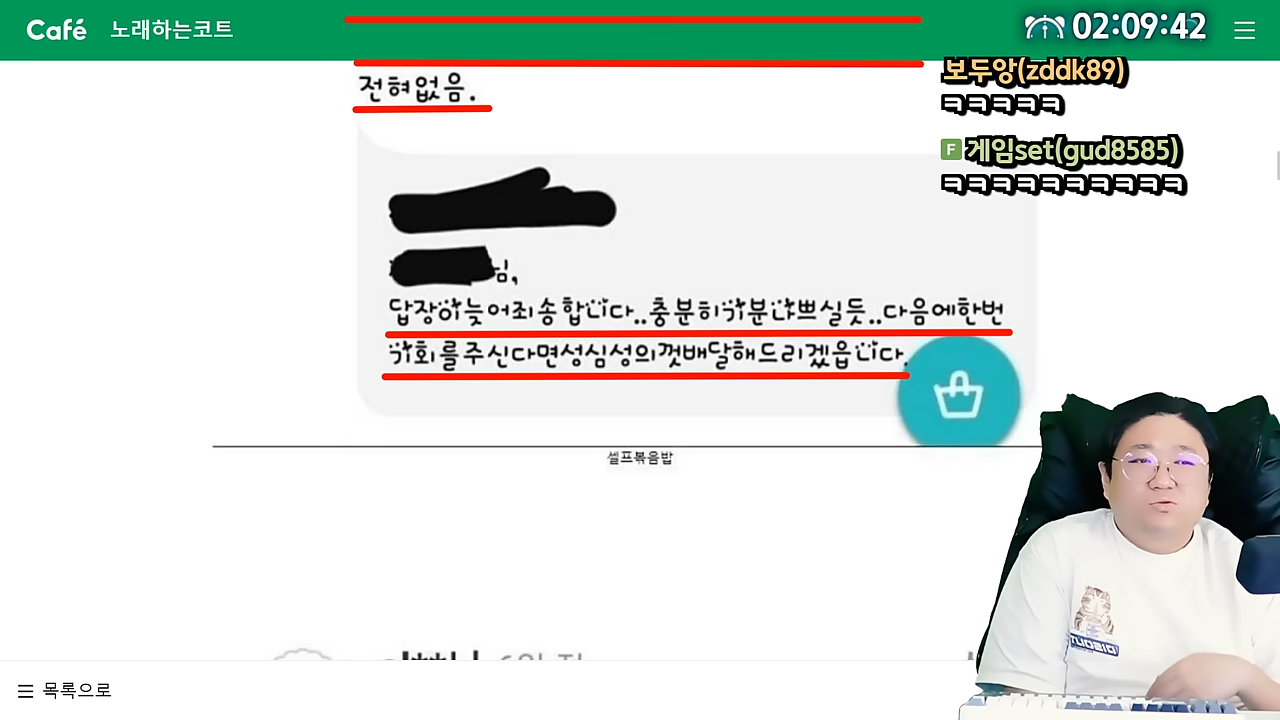 Café 노래하는코트
02:09:42
보두앙(zddk89)
ㅋㅋㅋㅋㅋ
F 게임set(gud8585)
ㅋㅋㅋㅋㅋㅋㅋㅋㅋㅋ
전혀없음.
님,
답장이늦어죄송합니다..충분히기분나쁘실듯..다음에한번
기회를주신다면성심성의껏배달해드리겠읍니다.
셀프볶음밥
목록으로